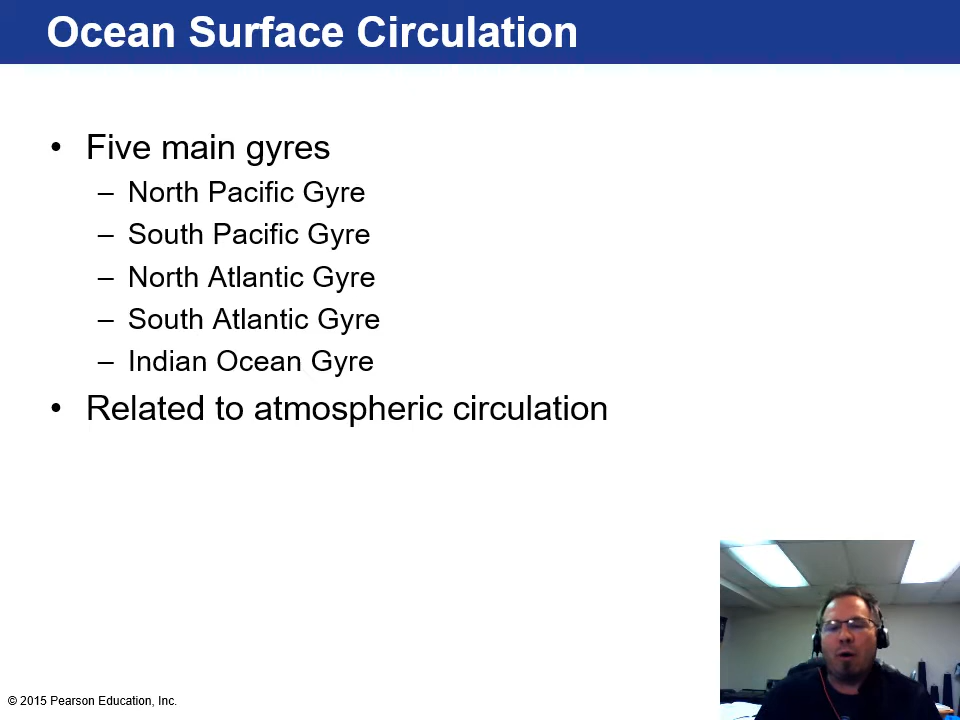 Ocean Surface Circulation
• Five main gyres
– North Pacific Gyre
– South Pacific Gyre
– North Atlantic Gyre
– South Atlantic Gyre
– Indian Ocean Gyre
• Related to atmospheric circulation
© 2015 Pearson Education, Inc.